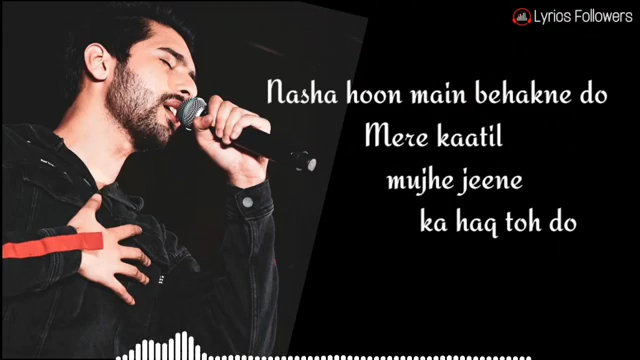 Lyrios Followers
Nasha hoon main behakne do
Mere kaatil
mujhe jeene
ka haq toh do